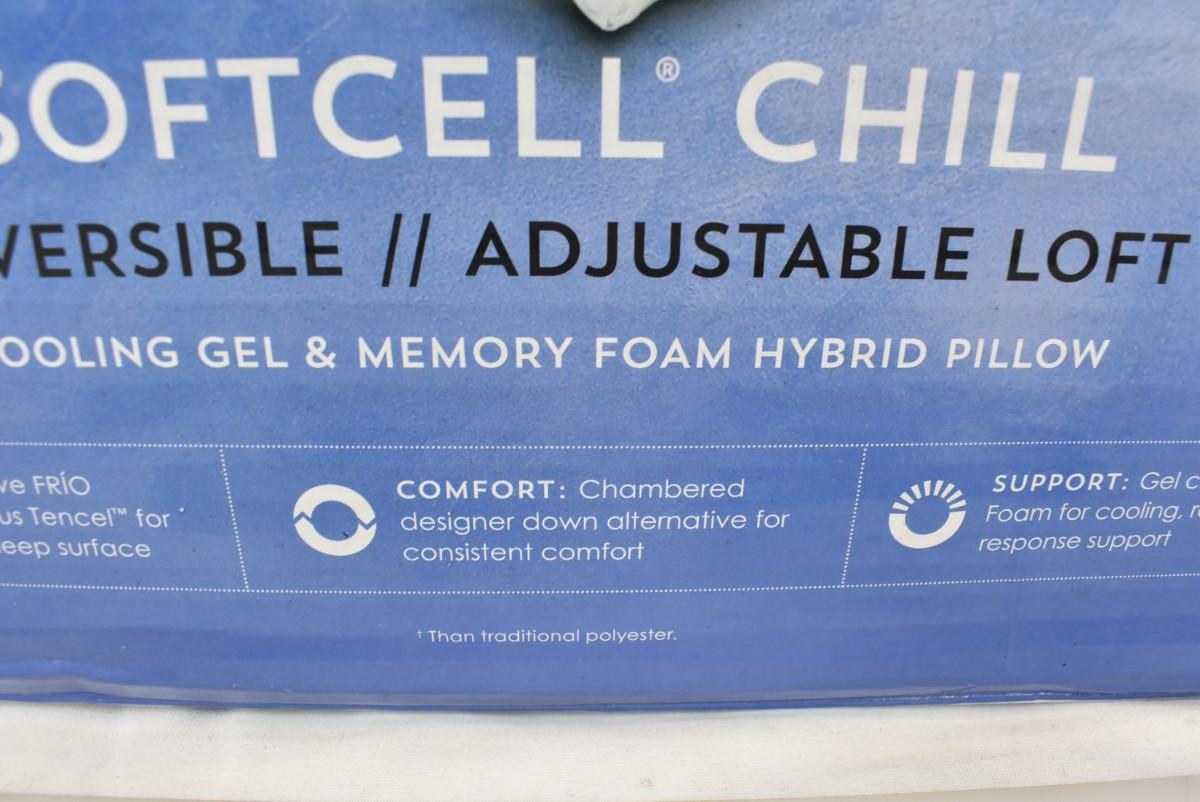 SOFTCELL® CHILL
VERSIBLE // ADJUSTABLE LOFT
OOLING GEL & MEMORY FOAM HYBRID PILLOW
ve FRÍO
us Tencel™ for
eep surface
COMFORT: Chambered
designer down alternative for
consistent comfort
SUPPORT: Gel c
Foam for cooling, r
response support
† Than traditional polyester.